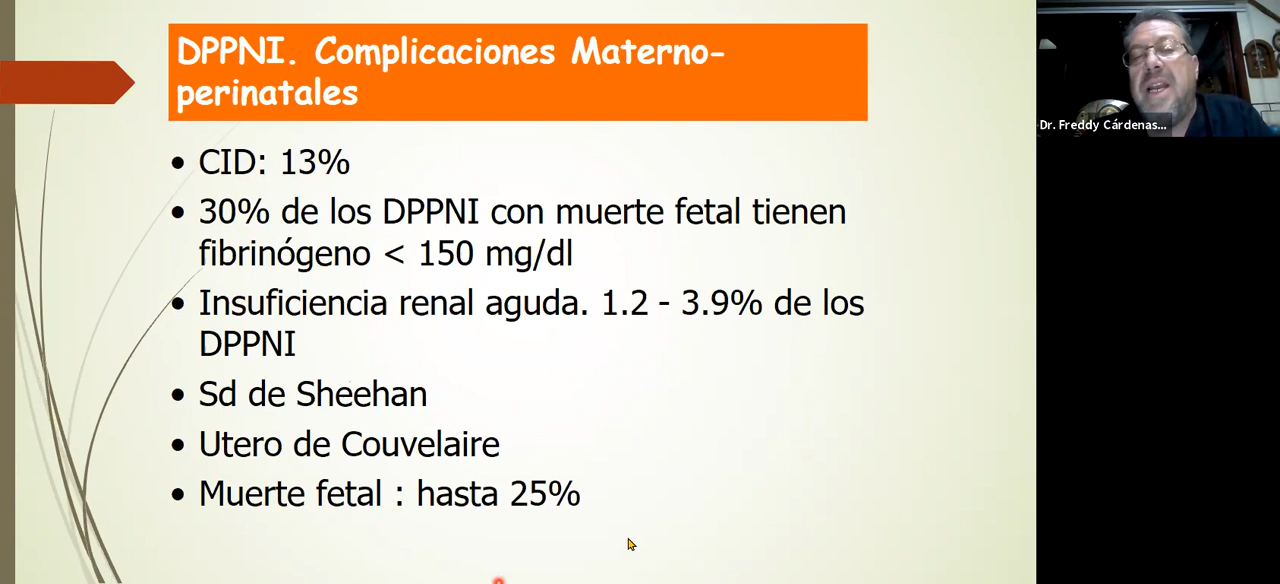 DPPNI. Complicaciones Materno-
perinatales
• CID: 13%
• 30% de los DPPNI con muerte fetal tienen
fibrinógeno < 150 mg/dl
• Insuficiencia renal aguda. 1.2 - 3.9% de los
DPPNI
• Sd de Sheehan
• Utero de Couvelaire
• Muerte fetal : hasta 25%
Dr. Freddy Cárdenas...